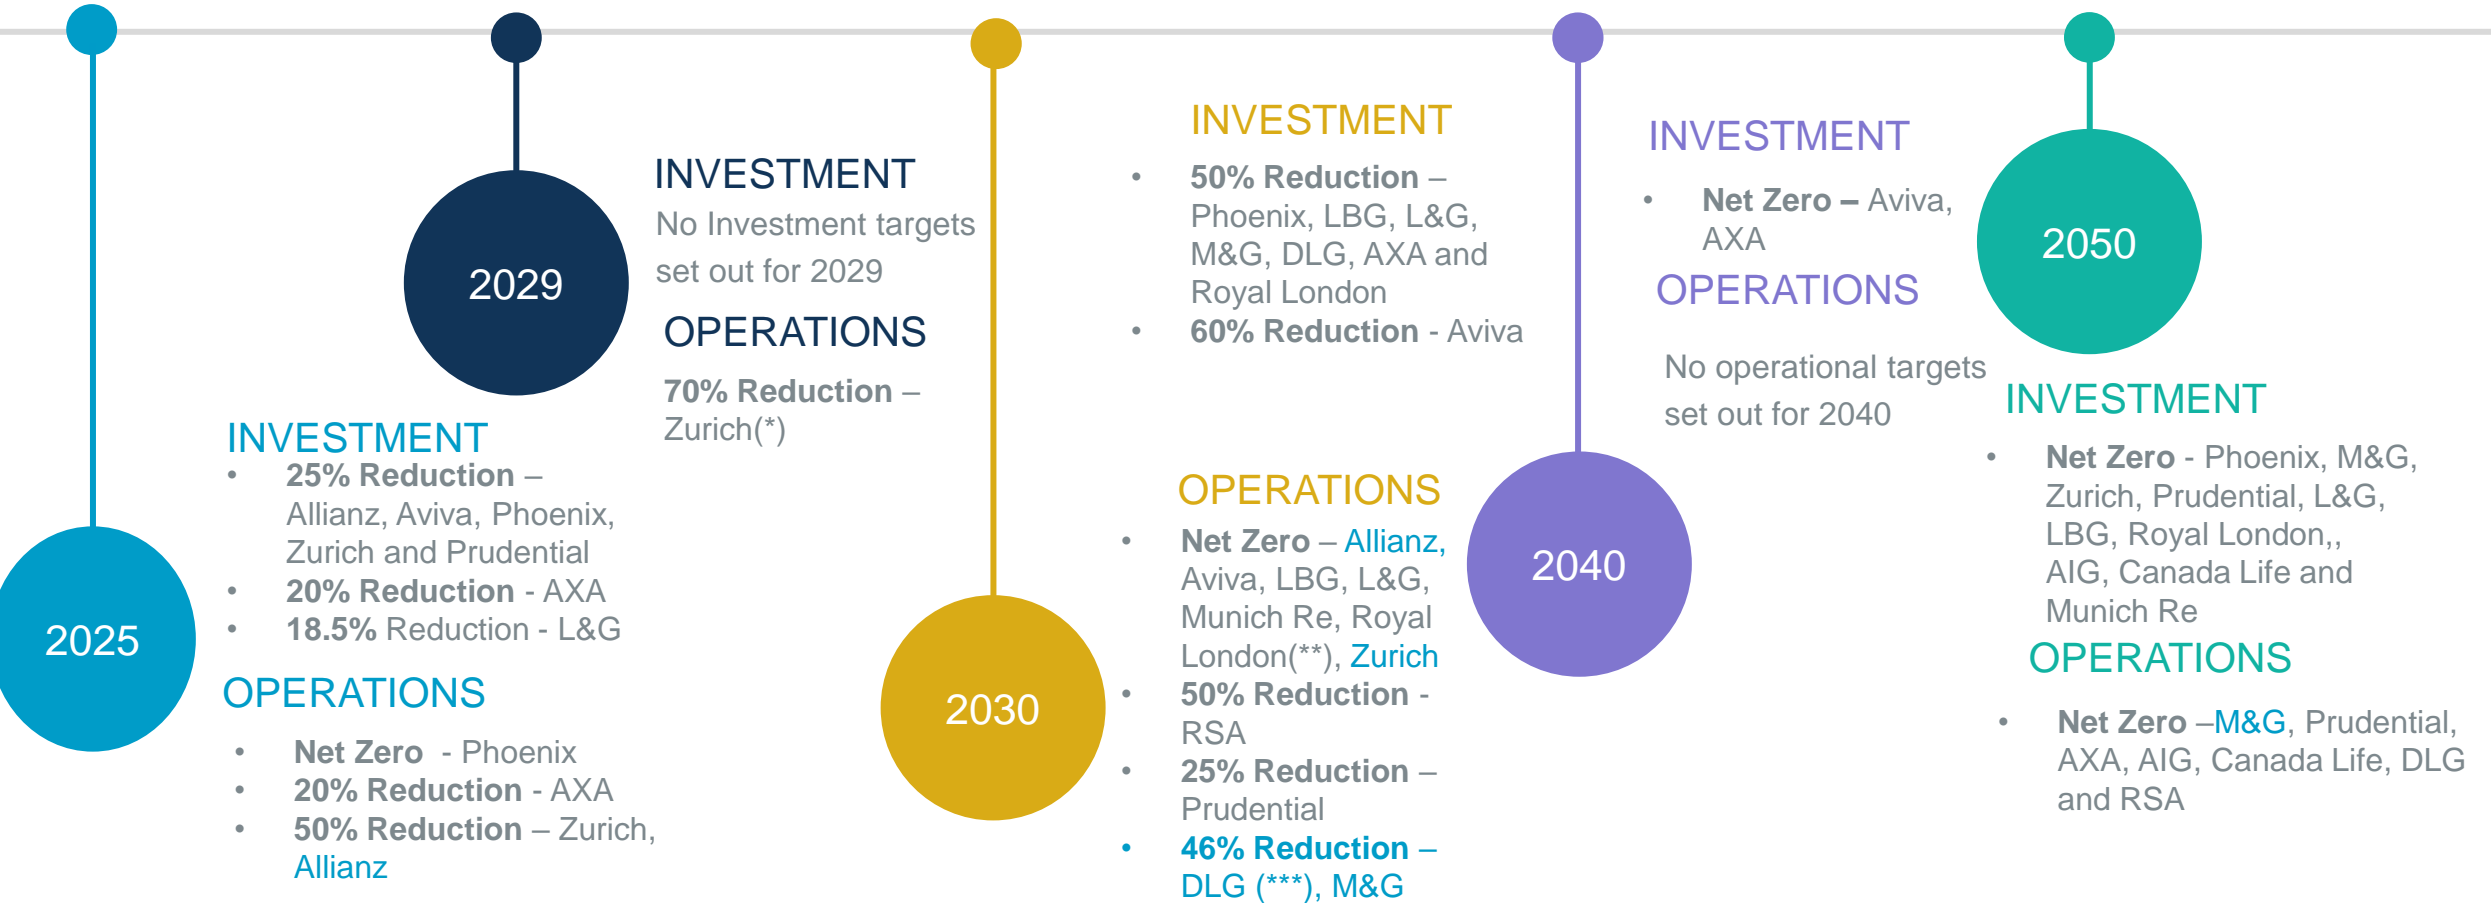 2025
INVESTMENT
• 25% Reduction –
Allianz, Aviva, Phoenix,
Zurich and Prudential
• 20% Reduction - AXA
• 18.5% Reduction - L&G
OPERATIONS
• Net Zero - Phoenix
• 20% Reduction - AXA
• 50% Reduction – Zurich,
Allianz
2029
INVESTMENT
No Investment targets
set out for 2029
OPERATIONS
70% Reduction –
Zurich(*)
2030
INVESTMENT
• 50% Reduction –
Phoenix, LBG, L&G,
M&G, DLG, AXA and
Royal London
• 60% Reduction - Aviva
OPERATIONS
• Net Zero – Allianz,
Aviva, LBG, L&G,
Munich Re, Royal
London(**), Zurich
• 50% Reduction -
RSA
• 25% Reduction –
Prudential
• 46% Reduction –
DLG (***), M&G
2040
INVESTMENT
• Net Zero – Aviva,
AXA
OPERATIONS
No operational targets
set out for 2040
2050
INVESTMENT
• Net Zero - Phoenix, M&G,
Zurich, Prudential, L&G,
LBG, Royal London,,
AIG, Canada Life and
Munich Re
OPERATIONS
• Net Zero –M&G, Prudential,
AXA, AIG, Canada Life, DLG
and RSA